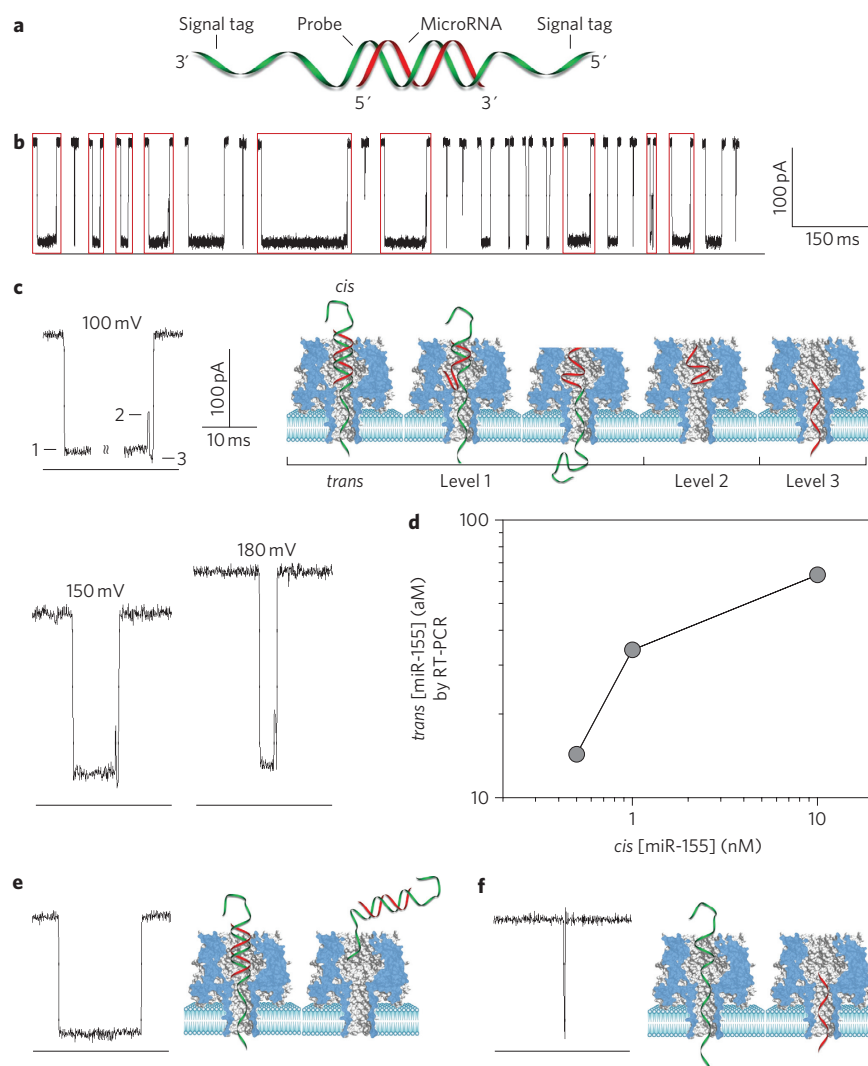 a
Signal tag
Probe
MicroRNA
Signal tag
3′
5′
5′
3′
b
100 pA
150 ms
c
cis
100 mV
100 pA
10 ms
1
2
3
trans
Level 1
Level 2
Level 3
150 mV
180 mV
d
100
10
trans [miR-155] (aM)
by RT-PCR
1
10
cis [miR-155] (nM)
e
f